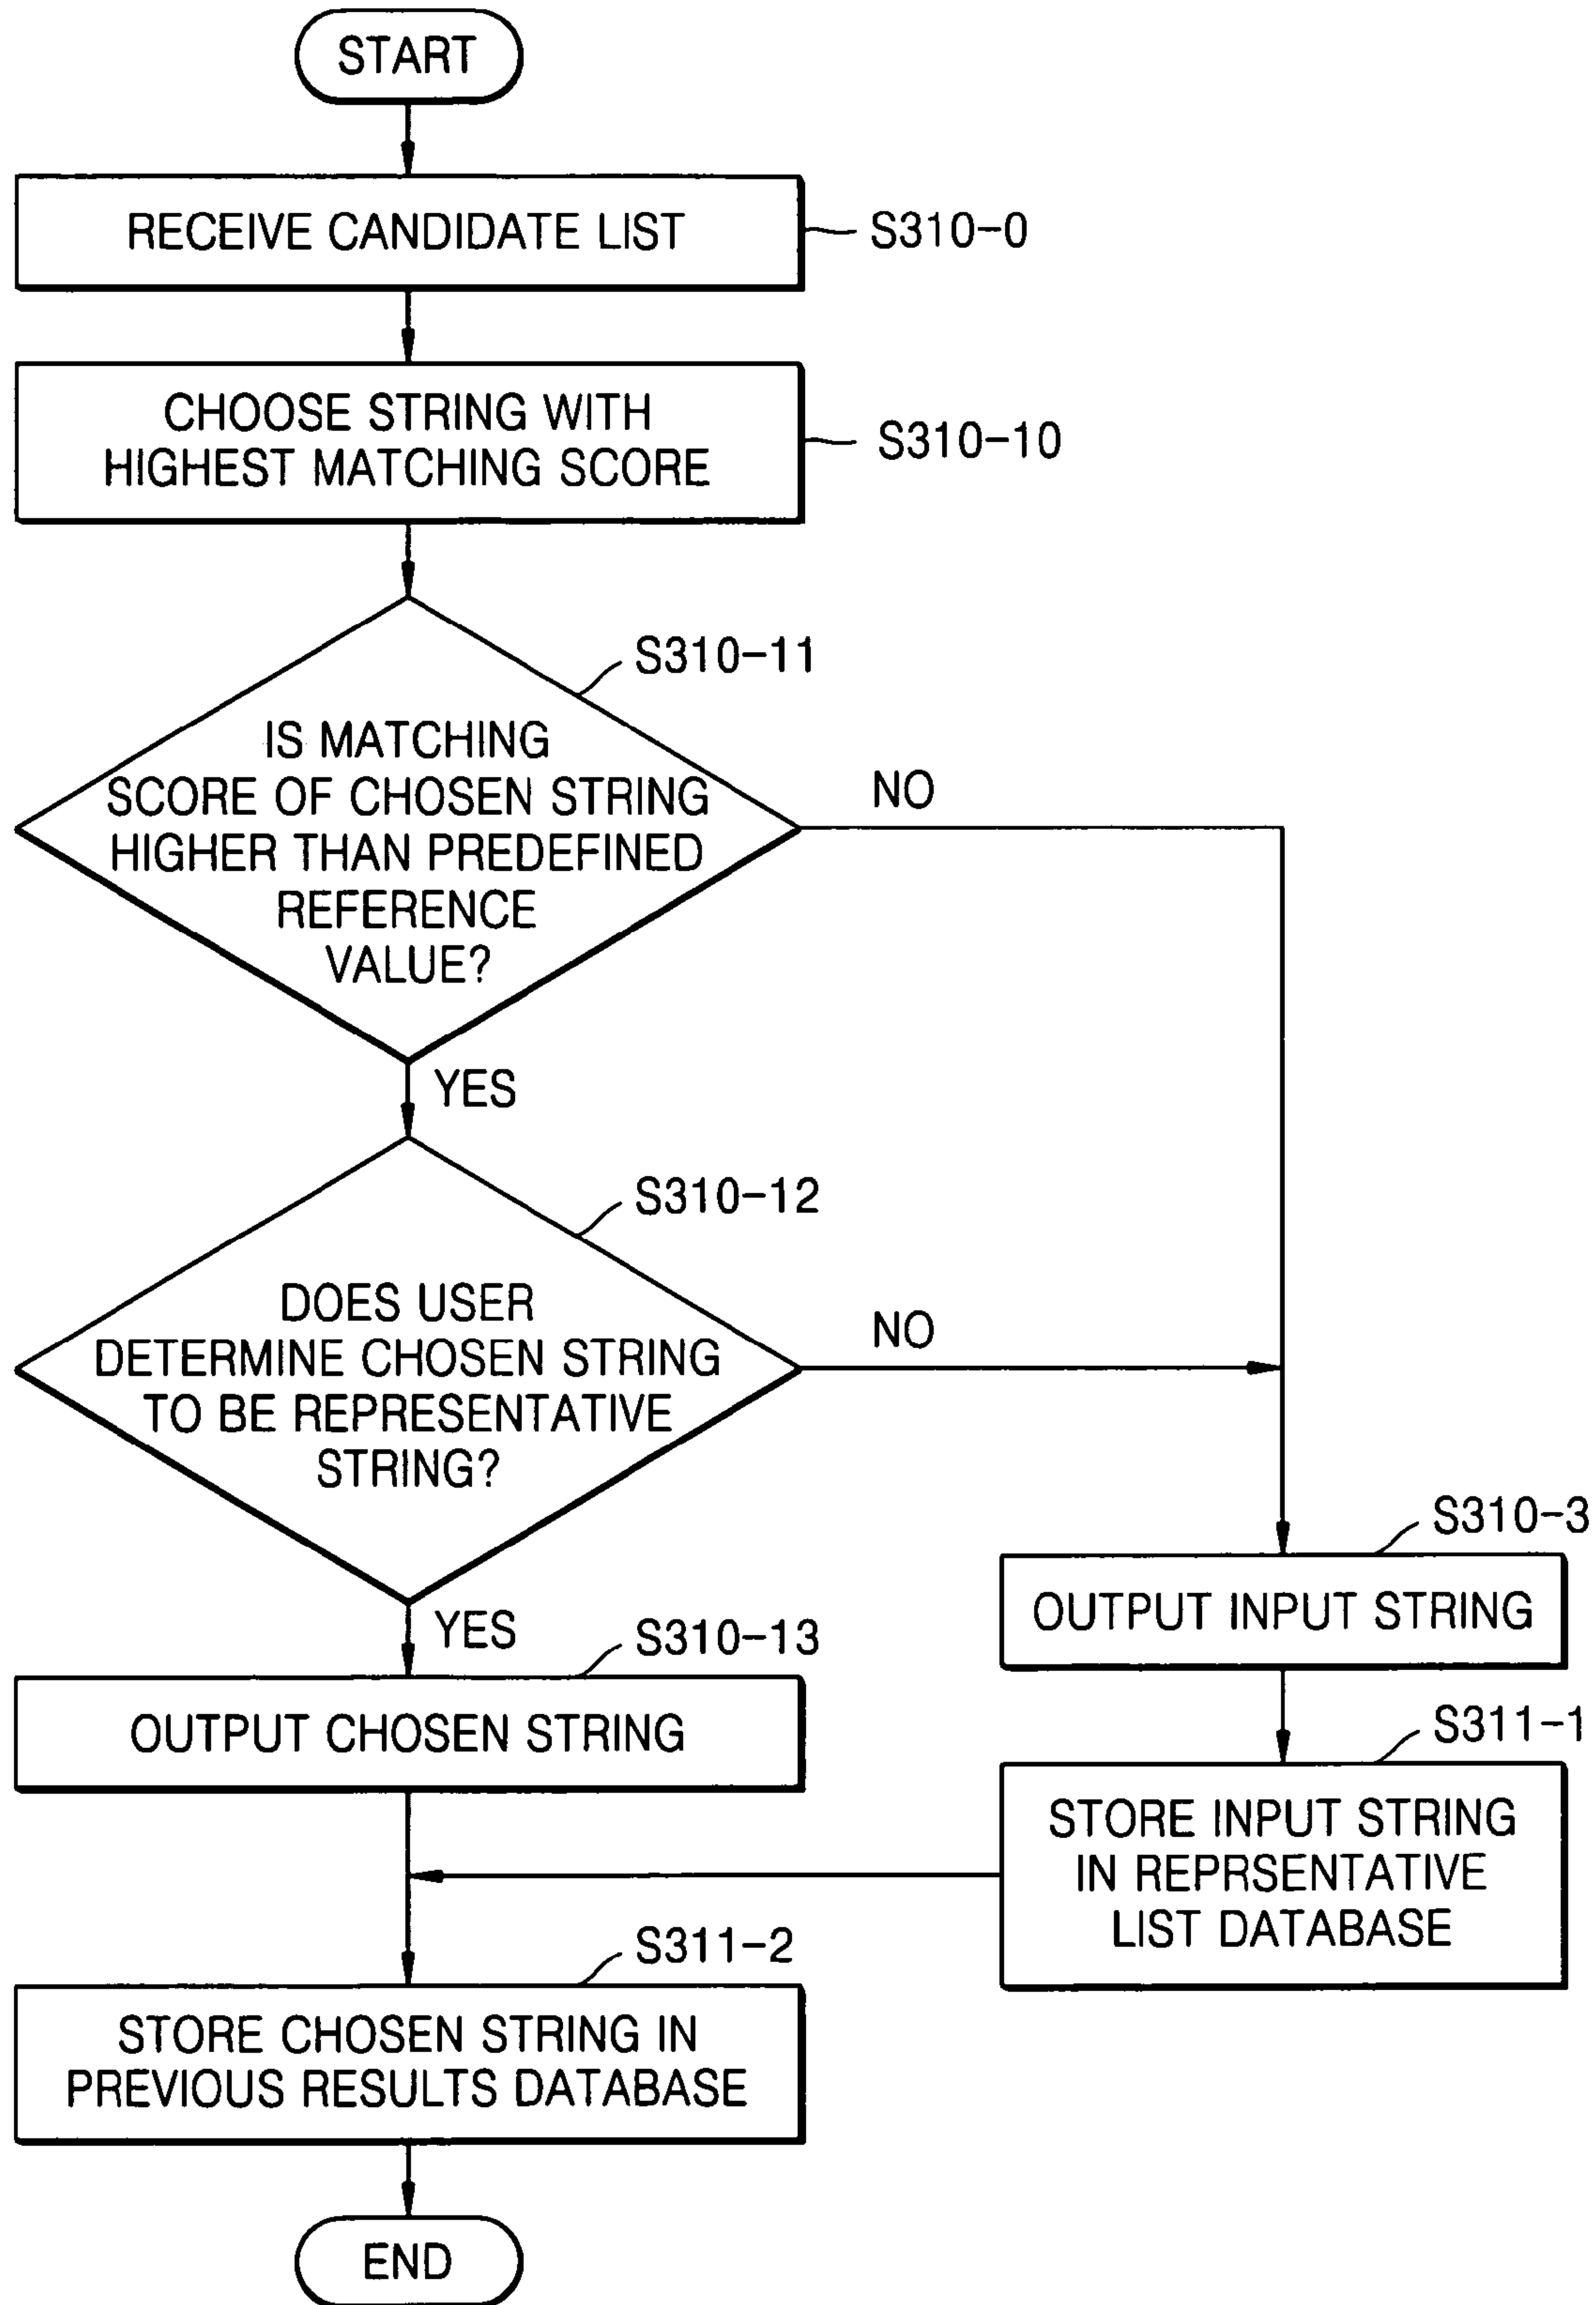 START
RECEIVE CANDIDATE LIST
S310-0
CHOOSE STRING WITH
HIGHEST MATCHING SCORE
S310-10
S310-11
IS MATCHING
SCORE OF CHOSEN STRING
HIGHER THAN PREDEFINED
REFERENCE
VALUE?
NO
YES
S310-12
DOES USER
DETERMINE CHOSEN STRING
TO BE REPRESENTATIVE
STRING?
NO
YES
S310-3
OUTPUT INPUT STRING
S310-13
OUTPUT CHOSEN STRING
S311-1
STORE INPUT STRING
IN REPRSENTATIVE
LIST DATABASE
S311-2
STORE CHOSEN STRING IN
PREVIOUS RESULTS DATABASE
END